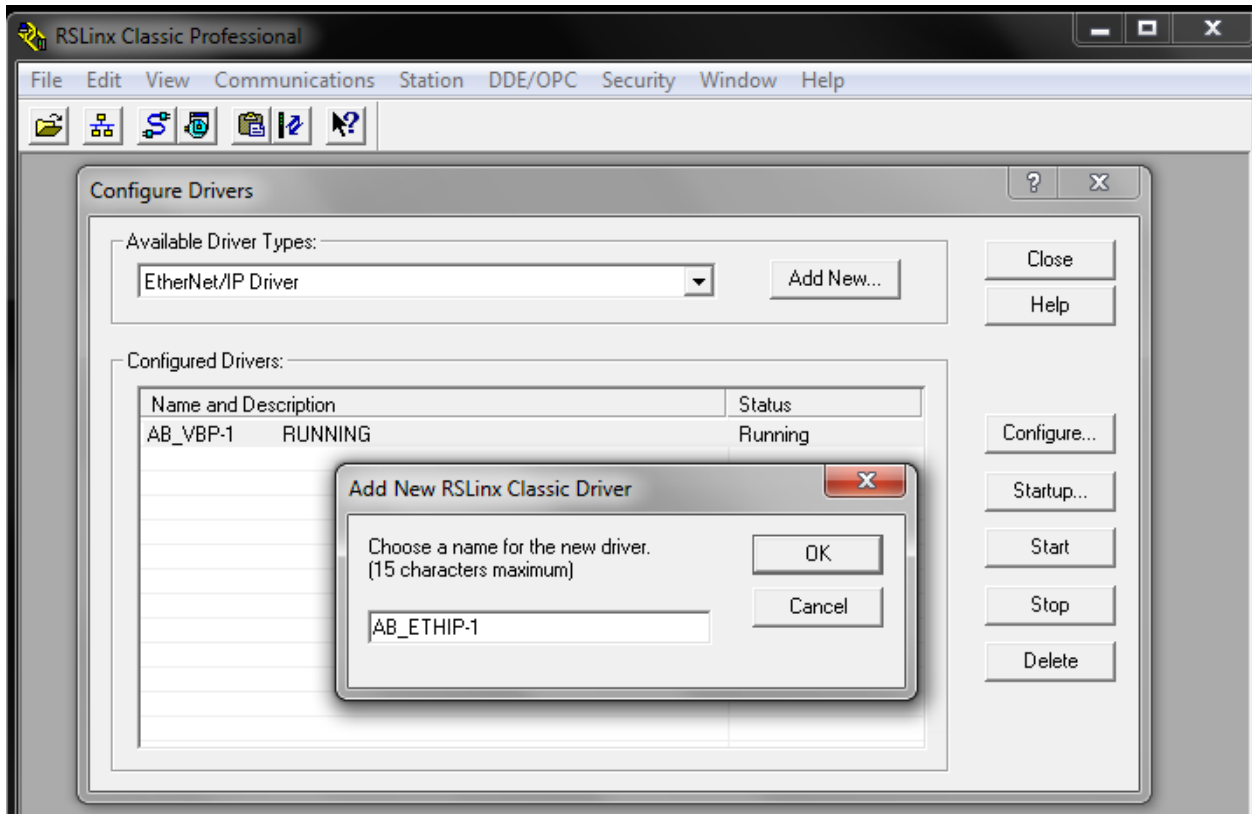 RSLinx Classic Professional
File Edit View Communications Station DDE/OPC Security Window Help
Configure Drivers
Available Driver Types:
EtherNet/IP Driver
Add New...
Close
Help
Configured Drivers:
Name and Description Status
AB_VBP-1 RUNNING Running
Configure...
Startup...
Start
Stop
Delete
Add New RSLinx Classic Driver
Choose a name for the new driver.
(15 characters maximum)
AB_ETHIP-1
OK
Cancel